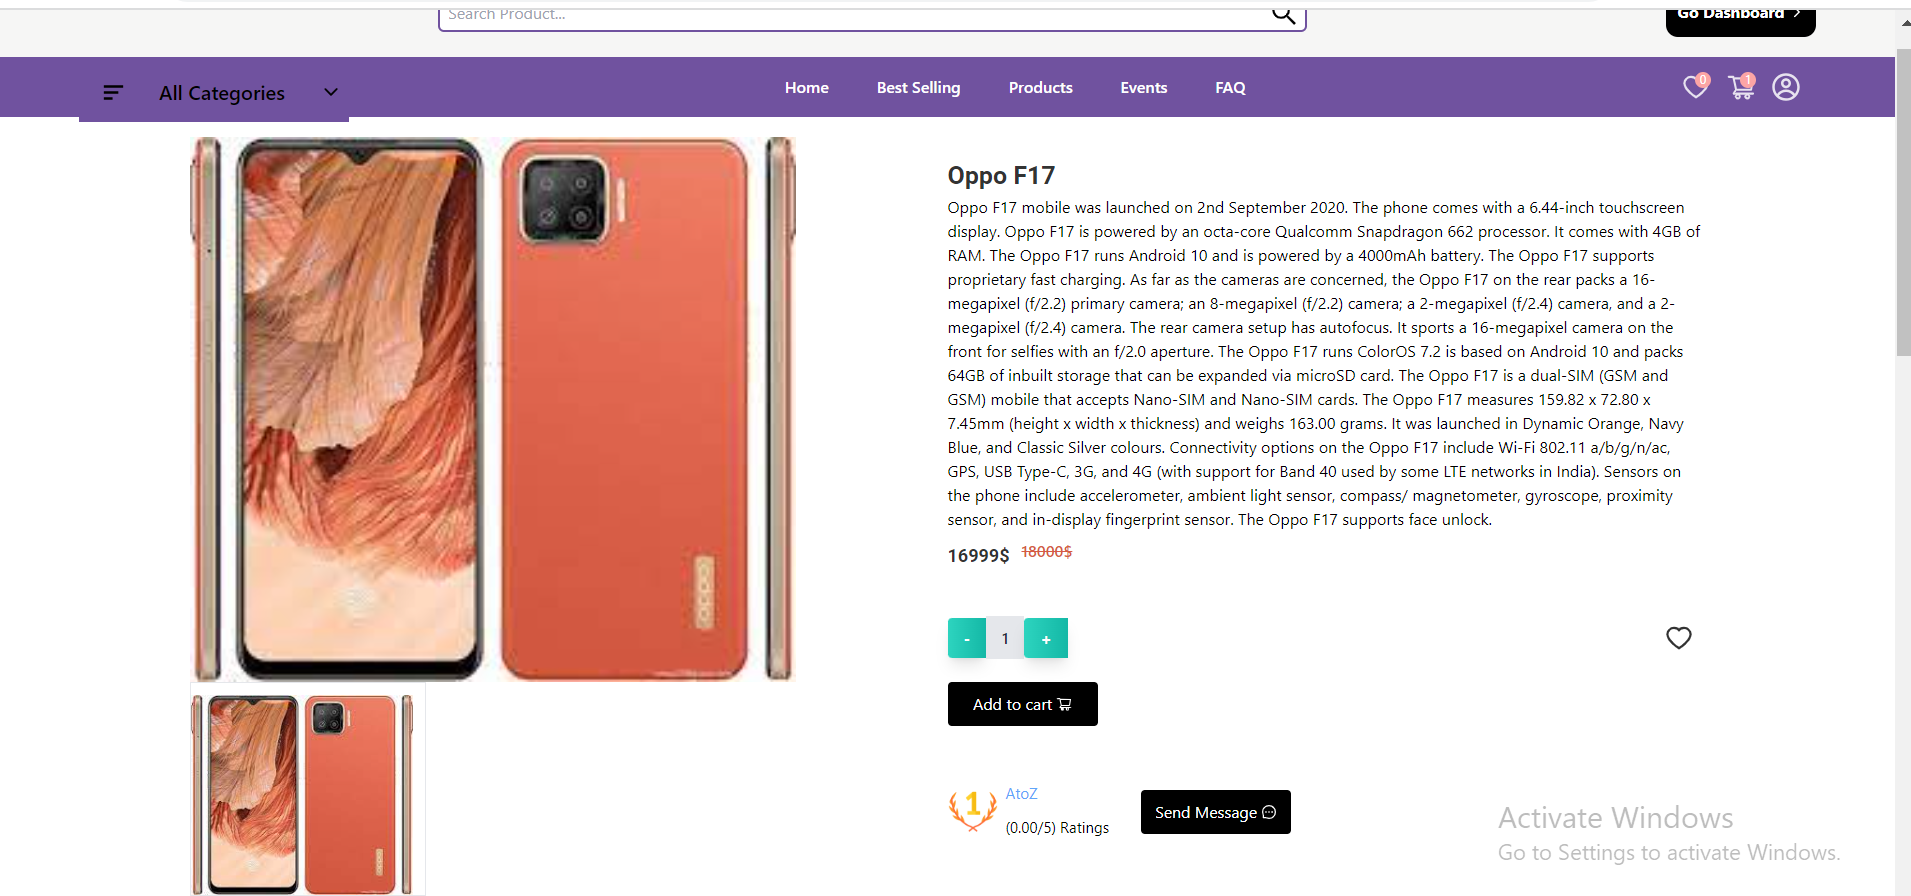 Search Product...
Go Dashboard
All Categories
Home
Best Selling
Products
Events
FAQ
0
1
Oppo F17
Oppo F17 mobile was launched on 2nd September 2020. The phone comes with a 6.44-inch touchscreen
display. Oppo F17 is powered by an octa-core Qualcomm Snapdragon 662 processor. It comes with 4GB of
RAM. The Oppo F17 runs Android 10 and is powered by a 4000mAh battery. The Oppo F17 supports
proprietary fast charging. As far as the cameras are concerned, the Oppo F17 on the rear packs a 16-
megapixel (f/2.2) primary camera; an 8-megapixel (f/2.2) camera; a 2-megapixel (f/2.4) camera, and a 2-
megapixel (f/2.4) camera. The rear camera setup has autofocus. It sports a 16-megapixel camera on the
front for selfies with an f/2.0 aperture. The Oppo F17 runs ColorOS 7.2 is based on Android 10 and packs
64GB of inbuilt storage that can be expanded via microSD card. The Oppo F17 is a dual-SIM (GSM and
GSM) mobile that accepts Nano-SIM and Nano-SIM cards. The Oppo F17 measures 159.82 x 72.80 x
7.45mm (height x width x thickness) and weighs 163.00 grams. It was launched in Dynamic Orange, Navy
Blue, and Classic Silver colours. Connectivity options on the Oppo F17 include Wi-Fi 802.11 a/b/g/n/ac,
GPS, USB Type-C, 3G, and 4G (with support for Band 40 used by some LTE networks in India). Sensors on
the phone include accelerometer, ambient light sensor, compass/ magnetometer, gyroscope, proximity
sensor, and in-display fingerprint sensor. The Oppo F17 supports face unlock.
16999$ 18000$
- 1 +
Add to cart
oppo
1
AtoZ
(0.00/5) Ratings
Send Message
Activate Windows
Go to Settings to activate Windows.